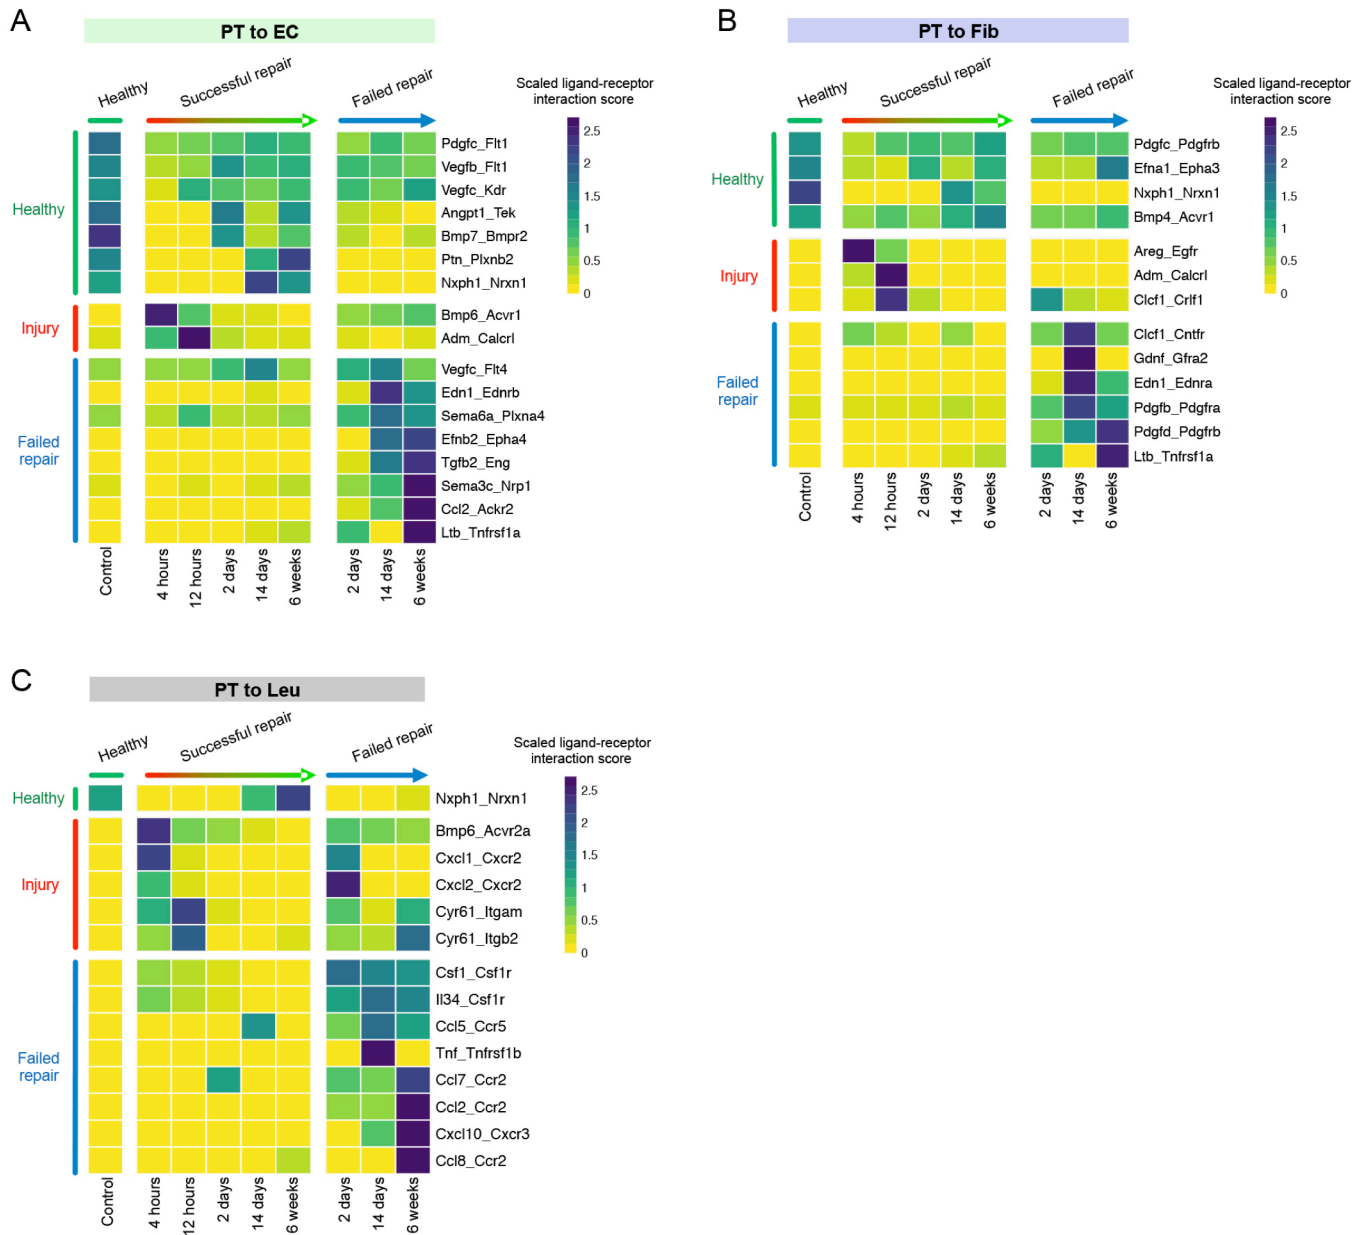 A
PT to EC
Healthy
Successful repair
Failed repair
Scaled ligand-receptor
interaction score
2.5
2
1.5
1
0.5
0
Healthy
Pdgfc_Flt1
Vegfb_Flt1
Vegfc_Kdr
Angpt1_Tek
Bmp7_Bmpr2
Ptn_Plxnb2
Nxph1_Nrxn1
Injury
Bmp6_Acvr1
Adm_Calcrl
Failed
repair
Vegfc_Flt4
Edn1_Ednrb
Sema6a_Plxna4
Efnb2_Epha4
Tgfb2_Eng
Sema3c_Nrp1
Ccl2_Ackr2
Ltb_Tnfrsf1a
Control
4 hours
12 hours
2 days
14 days
6 weeks
2 days
14 days
6 weeks
B
PT to Fib
Healthy
Successful repair
Failed repair
Scaled ligand-receptor
interaction score
2.5
2
1.5
1
0.5
0
Healthy
Pdgfc_Pdgfrb
Efna1_Epha3
Nxph1_Nrxn1
Bmp4_Acvr1
Injury
Areg_Egfr
Adm_Calcrl
Clcf1_Crlf1
Failed
repair
Clcf1_Cntfr
Gdnf_Gfra2
Edn1_Ednra
Pdgfb_Pdgfra
Pdgfd_Pdgfrb
Ltb_Tnfrsf1a
Control
4 hours
12 hours
2 days
14 days
6 weeks
2 days
14 days
6 weeks
C
PT to Leu
Healthy
Successful repair
Failed repair
Scaled ligand-receptor
interaction score
2.5
2
1.5
1
0.5
0
Healthy
Nxph1_Nrxn1
Injury
Bmp6_Acvr2a
Cxcl1_Cxcr2
Cxcl2_Cxcr2
Cyr61_Itgam
Cyr61_Itgb2
Failed
repair
Csf1_Csf1r
Il34_Csf1r
Ccl5_Ccr5
Tnf_Tnfrsf1b
Ccl7_Ccr2
Ccl2_Ccr2
Cxcl10_Cxcr3
Ccl8_Ccr2
Control
4 hours
12 hours
2 days
14 days
6 weeks
2 days
14 days
6 weeks